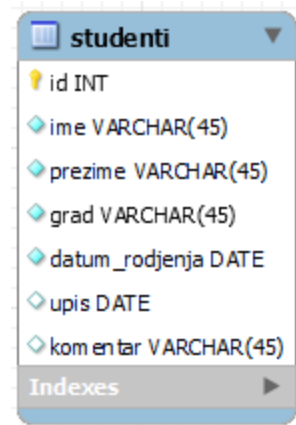 studenti
id INT
ime VARCHAR(45)
prezime VARCHAR(45)
grad VARCHAR(45)
datum_rodjenja DATE
upis DATE
komentar VARCHAR(45)
Indexes